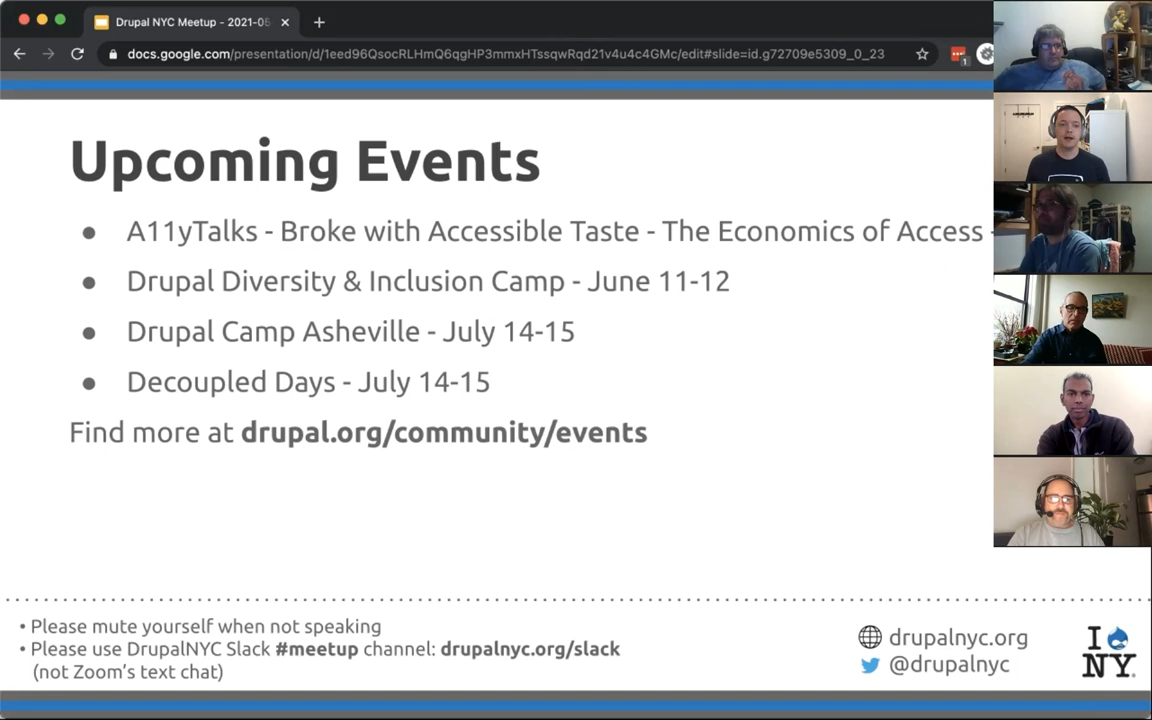 Drupal NYC Meetup - 2021-05
docs.google.com/presentation/d/1eed96QsocRLHmQ6qgHP3mmxHTssqwRqd21v4u4c4GMc/edit#slide=id.g72709e5309_0_23
Upcoming Events
● A11yTalks - Broke with Accessible Taste - The Economics of Access -
● Drupal Diversity & Inclusion Camp - June 11-12
● Drupal Camp Asheville - July 14-15
● Decoupled Days - July 14-15
Find more at drupal.org/community/events
• Please mute yourself when not speaking
• Please use DrupalNYC Slack #meetup channel: drupalnyc.org/slack
(not Zoom's text chat)
drupalnyc.org
@drupalnyc
I
NY